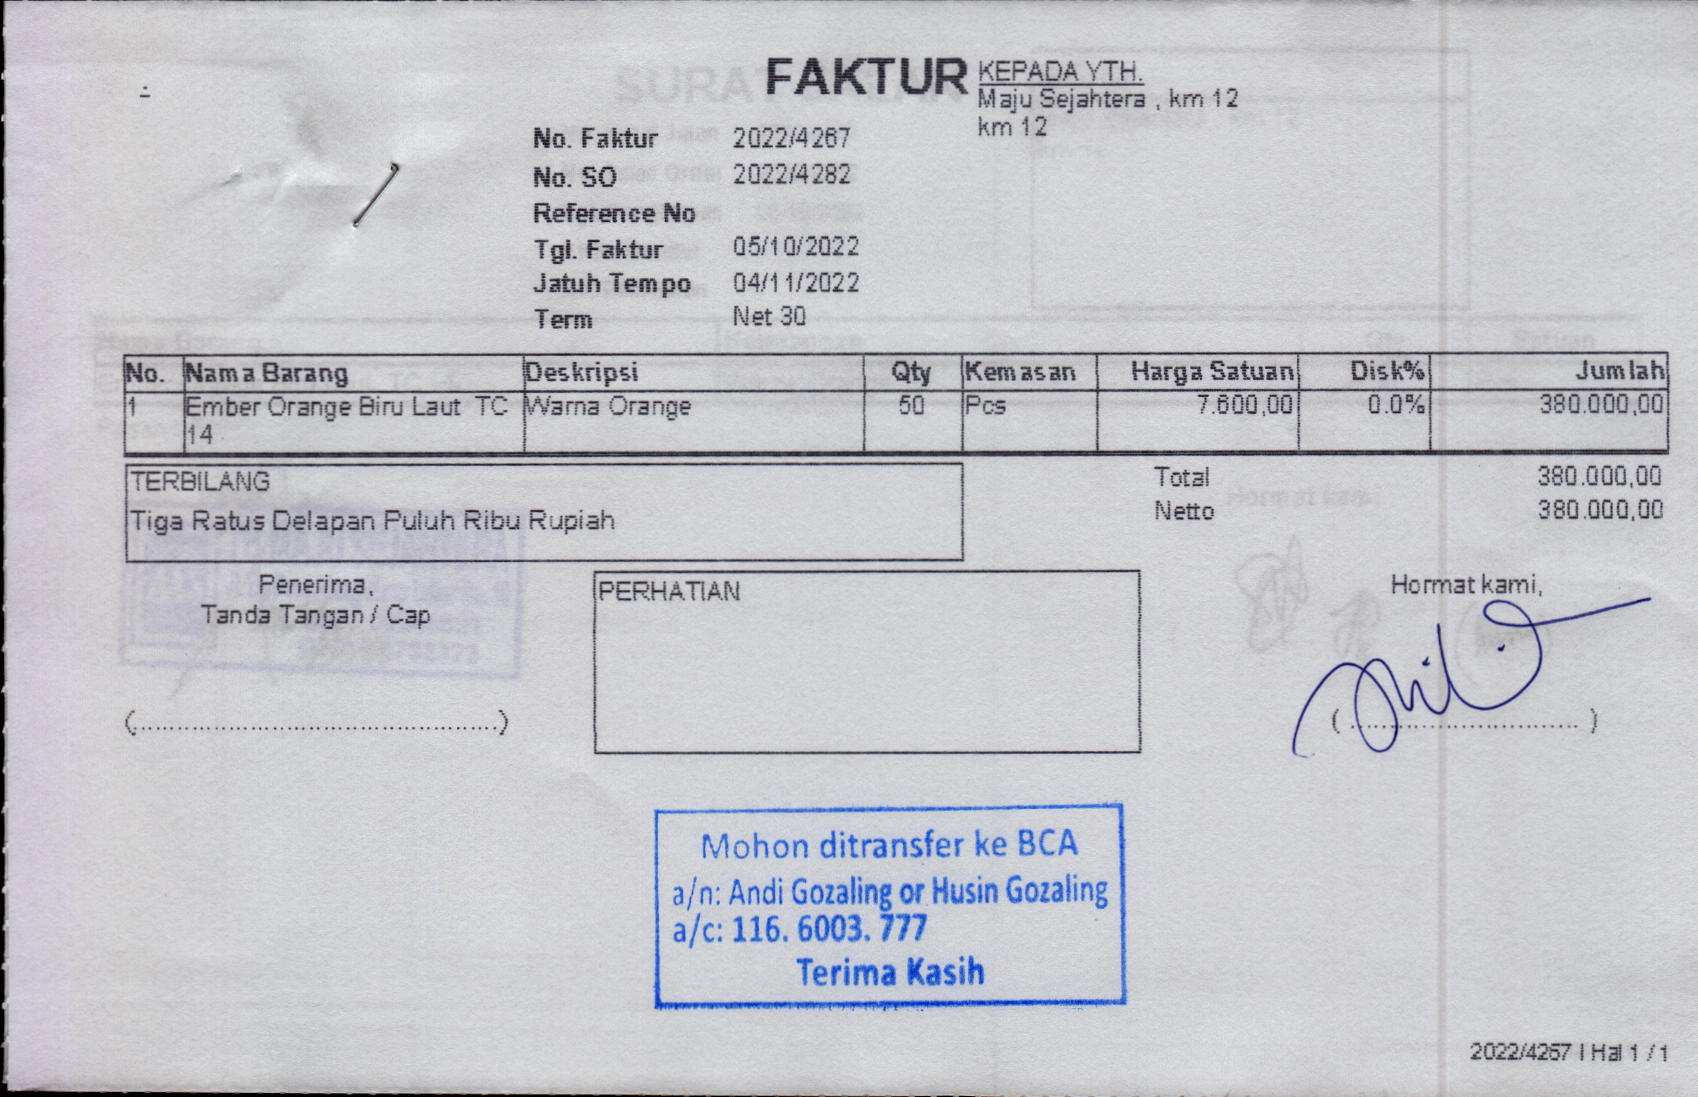 FAKTUR
KEPADA YTH.
Maju Sejahtera , km 12
km 12
No. Faktur 2022/4267
No. SO 2022/4282
Reference No
Tgl. Faktur 05/10/2022
Jatuh Tempo 04/11/2022
Term Net 30
No. Nama Barang Deskripsi Qty Kemasan Harga Satuan Disk% Jumlah
1 Ember Orange Biru Laut TC Warna Orange 50 Pcs 7.600,00 0.0% 380.000,00
14
TERBILANG
Tiga Ratus Delapan Puluh Ribu Rupiah
Total 380.000,00
Netto 380.000,00
Penerima,
Tanda Tangan / Cap
(.............................................)
PERHATIAN
Hormat kami,
( ............................. )
Mohon ditransfer ke BCA
a/n: Andi Gozaling or Husin Gozaling
a/c: 116. 6003. 777
Terima Kasih
2022/4267 | Hal 1 / 1